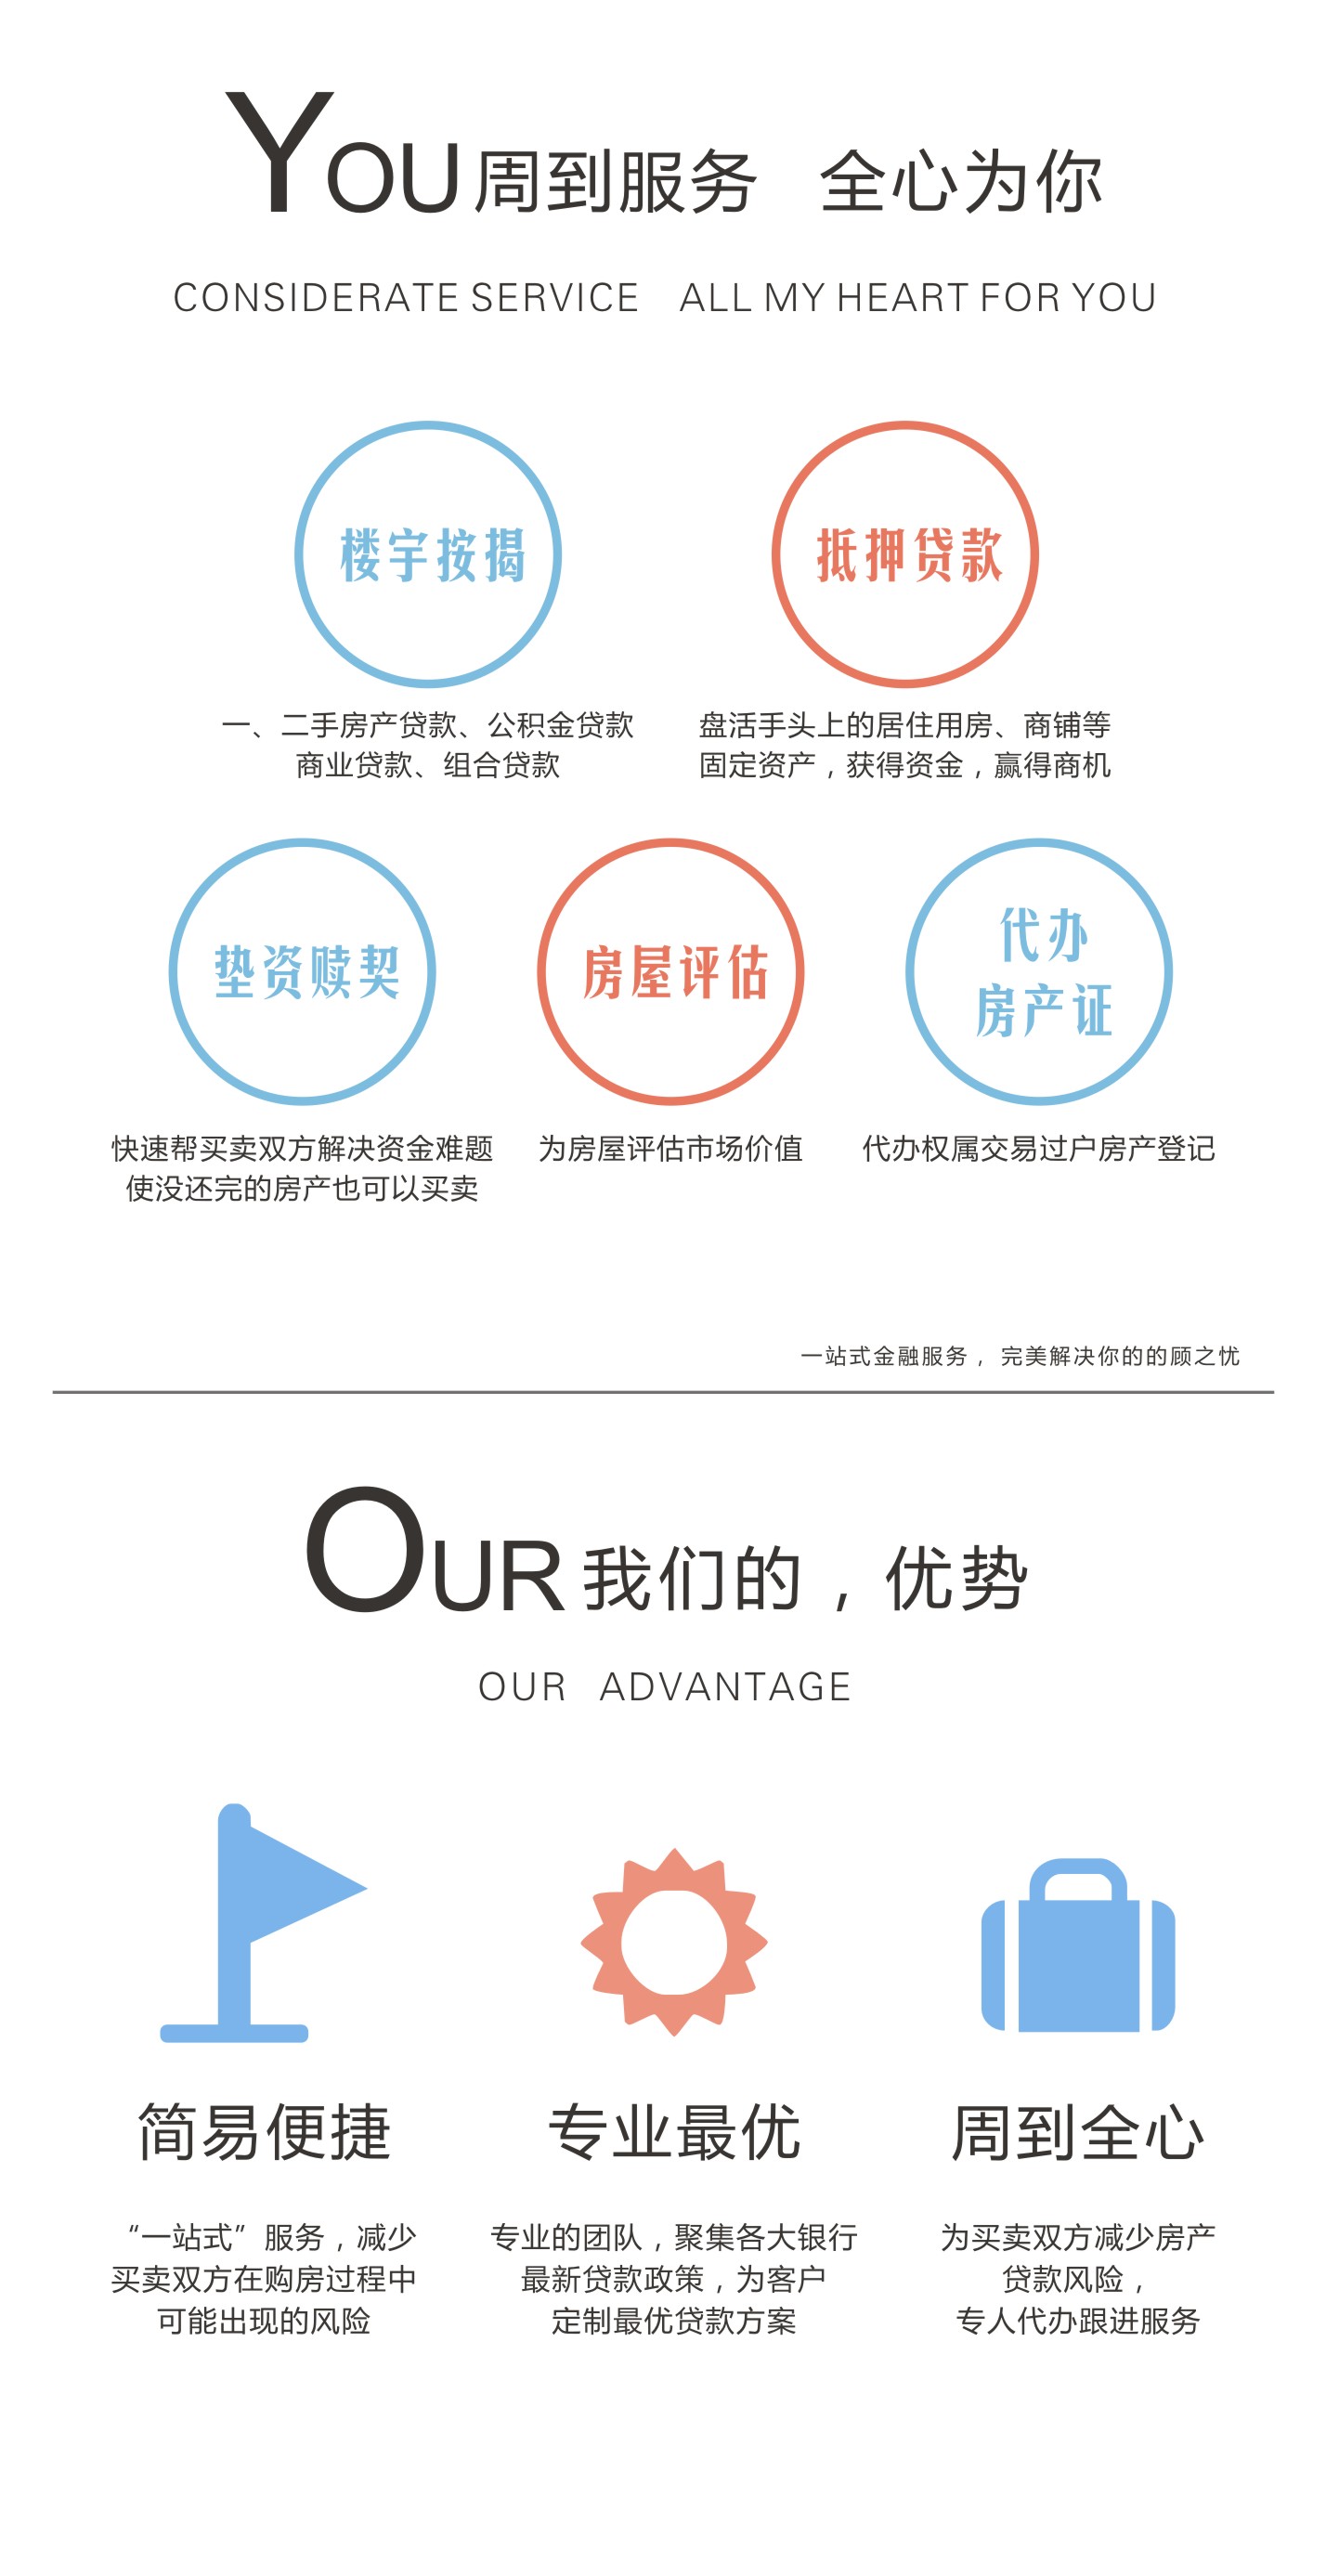 YOU周到服务 全心为你
CONSIDERATE SERVICE ALL MY HEART FOR YOU
楼宇按揭
抵押贷款
一、二手房产贷款、公积金贷款
商业贷款、组合贷款
盘活手头上的居住用房、商铺等
固定资产，获得资金，赢得商机
垫资赎契
房屋评估
代办
房产证
快速帮买卖双方解决资金难题
使没还完的房产也可以买卖
为房屋评估市场价值
代办权属交易过户房产登记
一站式金融服务，完美解决你的的顾之忧
OUR我们的，优势
OUR ADVANTAGE
简易便捷
专业最优
周到全心
“一站式”服务，减少
买卖双方在购房过程中
可能出现的风险
专业的团队，聚集各大银行
最新贷款政策，为客户
定制最优贷款方案
为买卖双方减少房产
贷款风险，
专人代办跟进服务